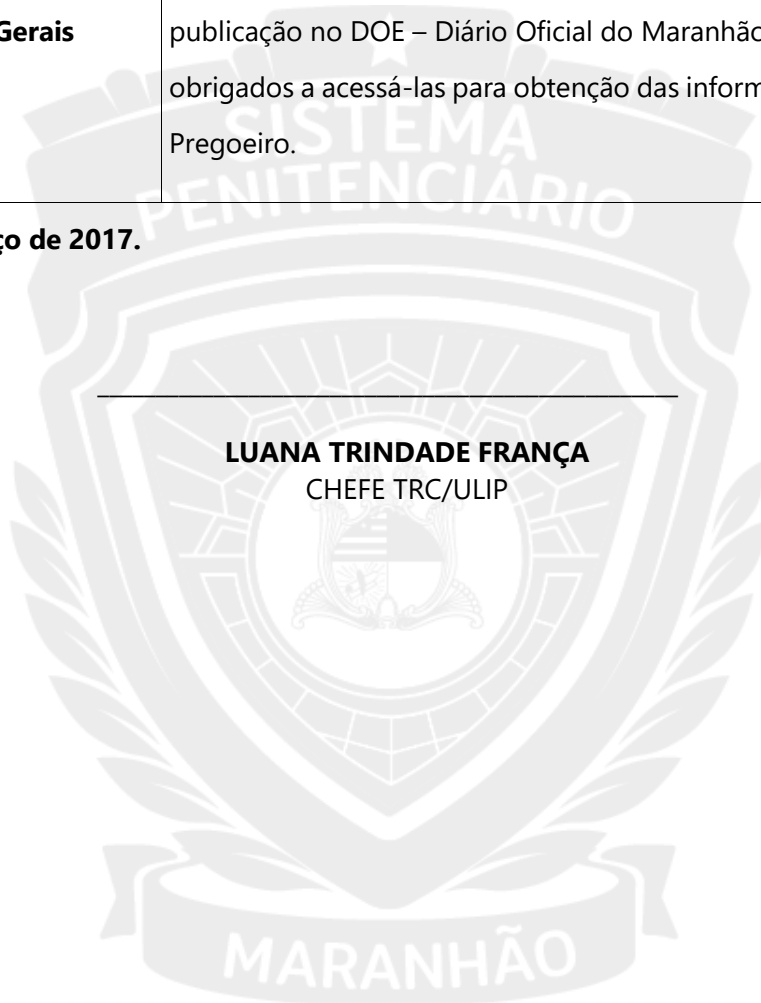 Gerais
publicação no DOE – Diário Oficial do Maranhão
obrigados a acessá-las para obtenção das inform
Pregoeiro.
SISTEMA
PENITENCIÁRIO
ço de 2017.
LUANA TRINDADE FRANÇA
CHEFE TRC/ULIP
MARANHÃO